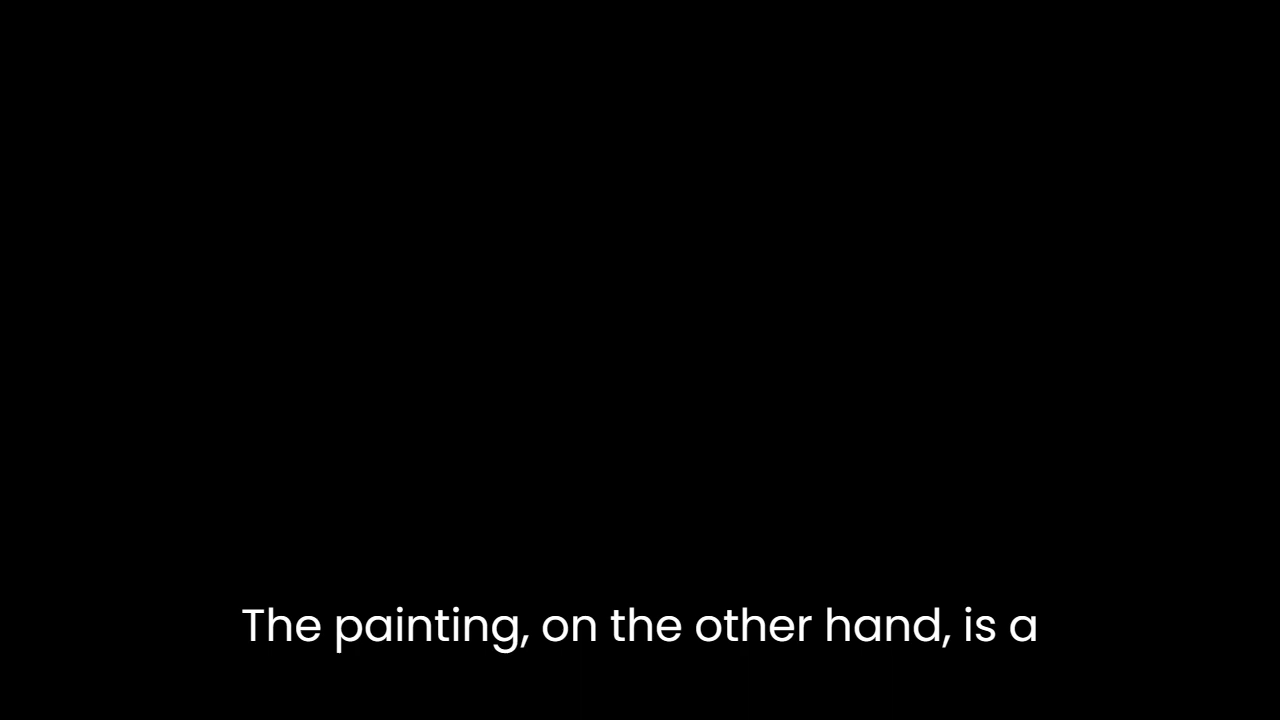 The painting, on the other hand, is a